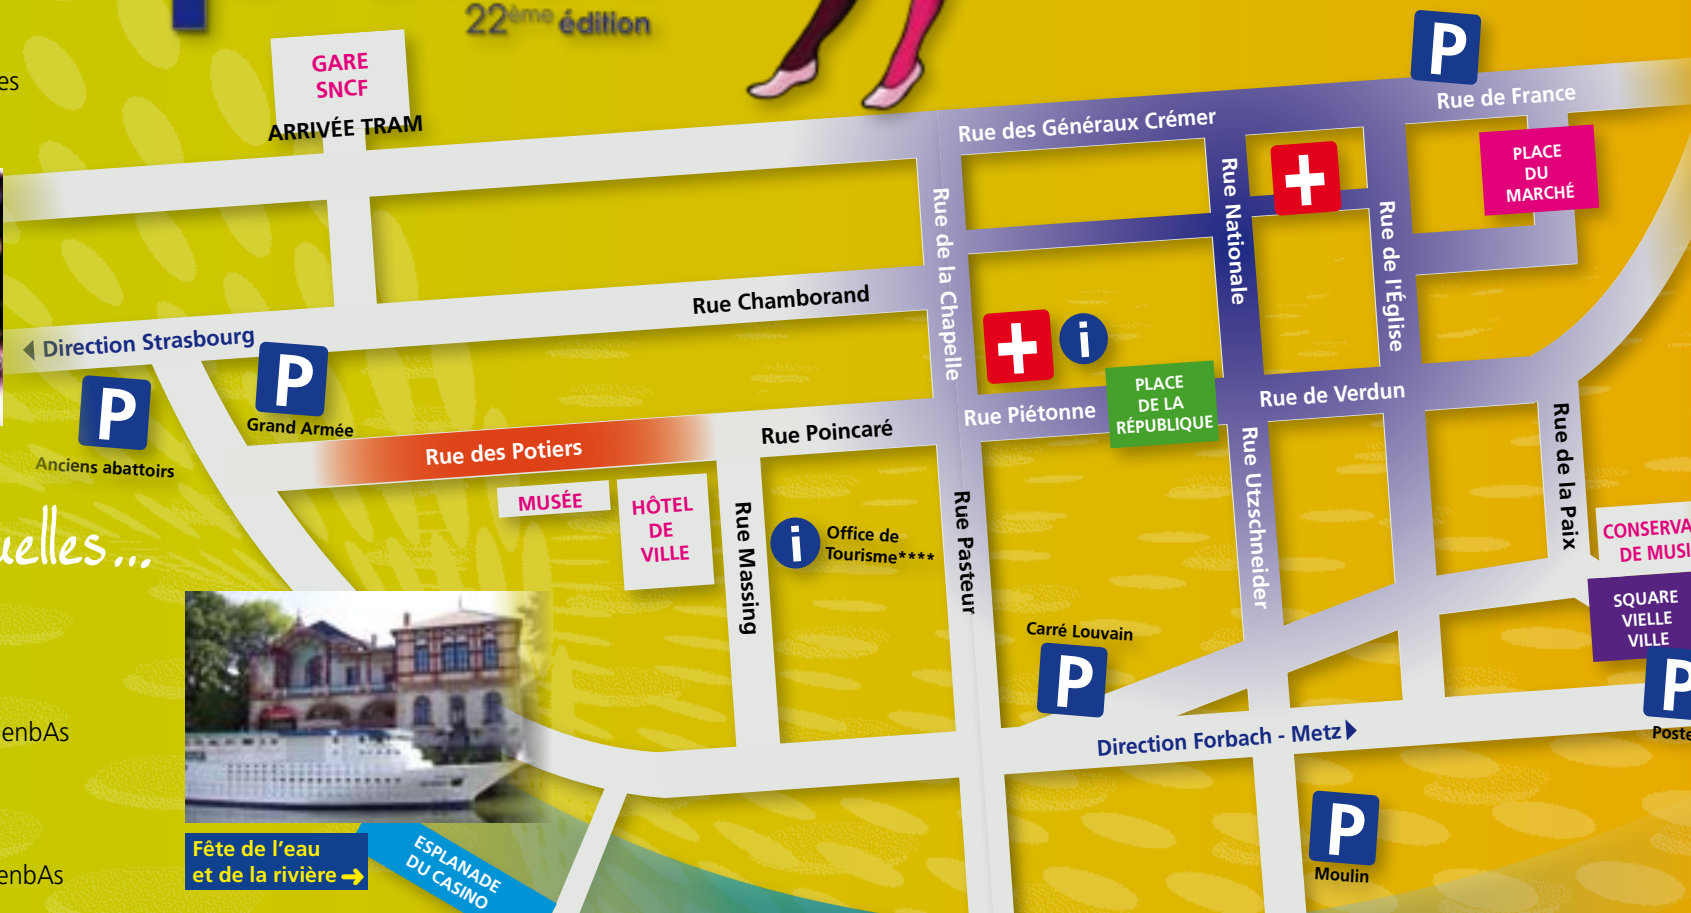 22ème édition
es
GARE
SNCF
ARRIVÉE TRAM
P
Rue des Généraux Crémer
Rue de France
PLACE
DU
MARCHÉ
Rue Nationale
Rue de l'Église
Rue de la Chapelle
Rue Chamborand
Direction Strasbourg
P
Grand Armée
P
Anciens abattoirs
i
PLACE
DE LA
RÉPUBLIQUE
Rue Piétonne
Rue de Verdun
Rue Poincaré
Rue des Potiers
MUSÉE
HÔTEL
DE
VILLE
Rue Massing
i
Office de
Tourisme****
Rue Pasteur
Rue Utzschneider
Rue de la Paix
CONSERVA
DE MUSI
SQUARE
VIELLE
VILLE
uelles...
Carré Louvain
P
P
Poste
Direction Forbach - Metz
enbAs
P
Moulin
Fête de l'eau
et de la rivière
ESPLANADE
DU CASINO
enbAs